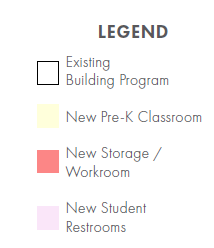 LEGEND
Existing
Building Program
New Pre-K Classroom
New Storage /
Workroom
New Student
Restrooms